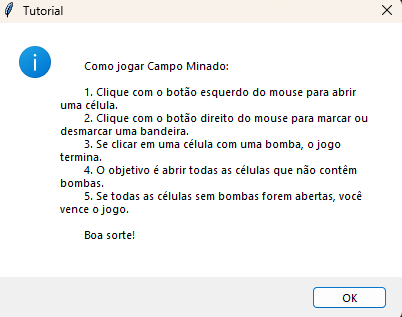 Tutorial
Como jogar Campo Minado:
1. Clique com o botão esquerdo do mouse para abrir
uma célula.
2. Clique com o botão direito do mouse para marcar ou
desmarcar uma bandeira.
3. Se clicar em uma célula com uma bomba, o jogo
termina.
4. O objetivo é abrir todas as células que não contêm
bombas.
5. Se todas as células sem bombas forem abertas, você
vence o jogo.
Boa sorte!
OK